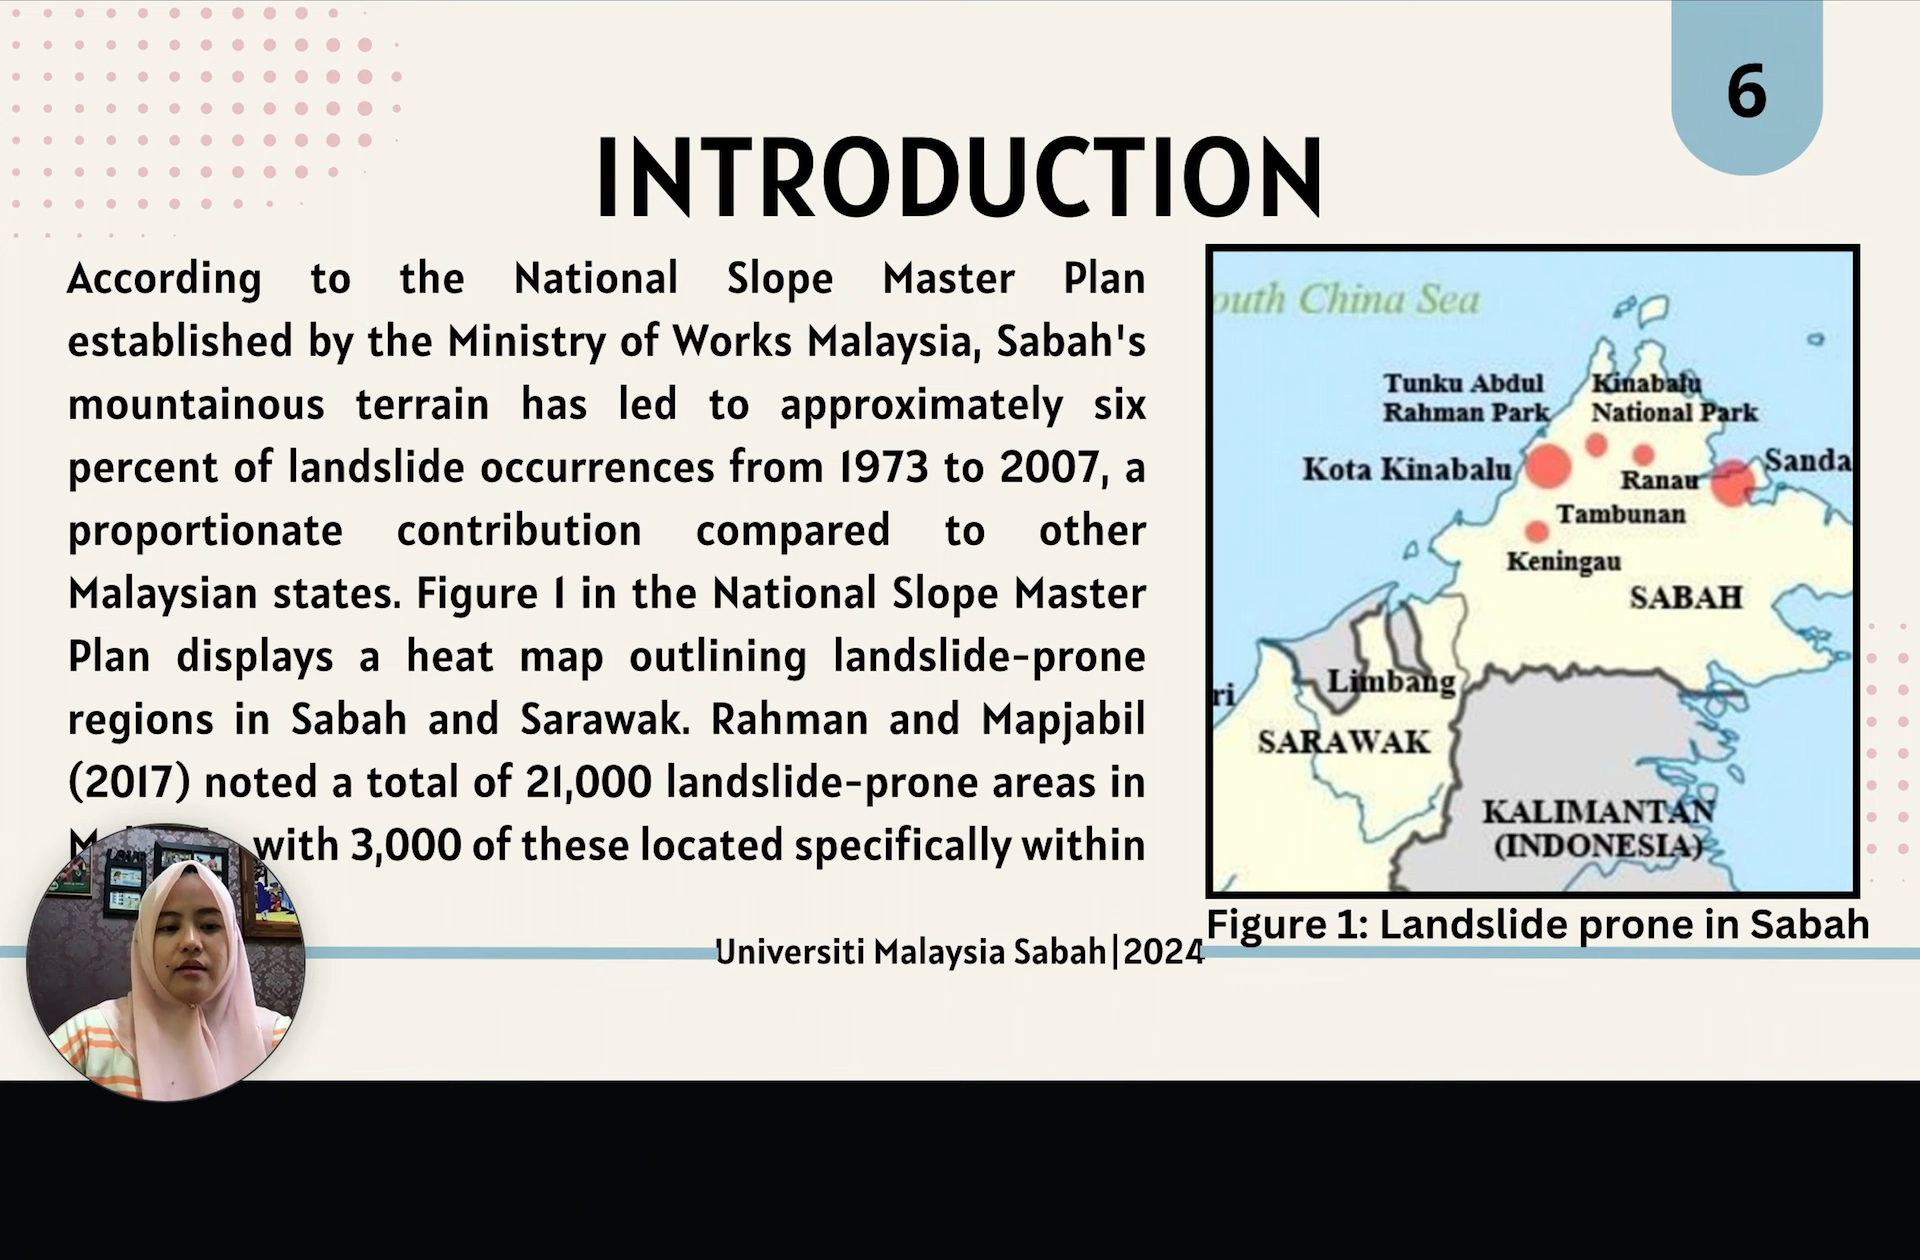 6
INTRODUCTION
According to the National Slope Master Plan
established by the Ministry of Works Malaysia, Sabah's
mountainous terrain has led to approximately six
percent of landslide occurrences from 1973 to 2007, a
proportionate contribution compared to other
Malaysian states. Figure 1 in the National Slope Master
Plan displays a heat map outlining landslide-prone
regions in Sabah and Sarawak. Rahman and Mapjabil
(2017) noted a total of 21,000 landslide-prone areas in
with 3,000 of these located specifically within
outh China Sea
Tunku Abdul
Rahman Park
Kinabalu
National Park
Kota Kinabalu
Sanda
Ranau
Tambunan
Keningau
SABAH
Limbang
ri
SARAWAK
KALIMANTAN
(INDONESIA)
Figure 1: Landslide prone in Sabah
Universiti Malaysia Sabah|2024